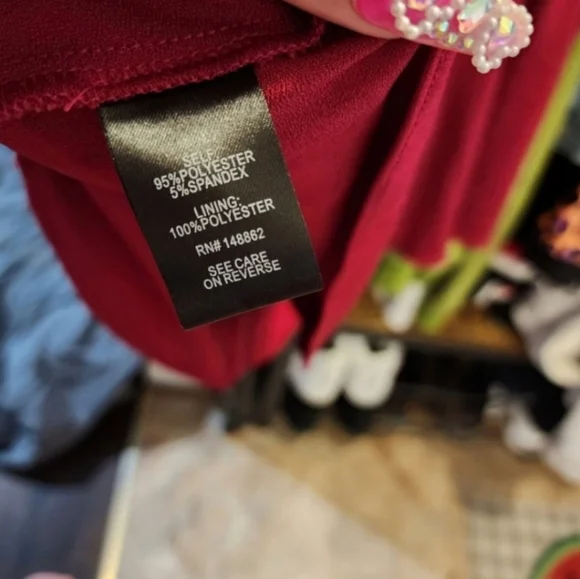 SELF:
95%POLYESTER
5%SPANDEX
LINING:
100%POLYESTER
RN# 148862
SEE CARE
ON REVERSE